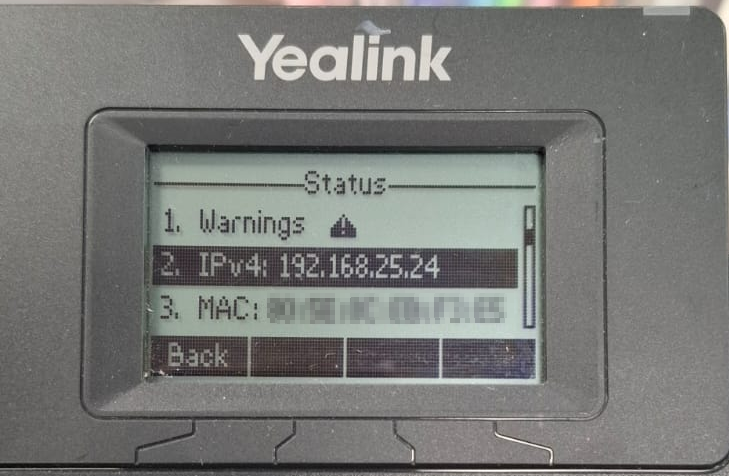 Yealink
Status
1. Warnings
2. IPv4: 192.168.25.24
3. MAC:
Back